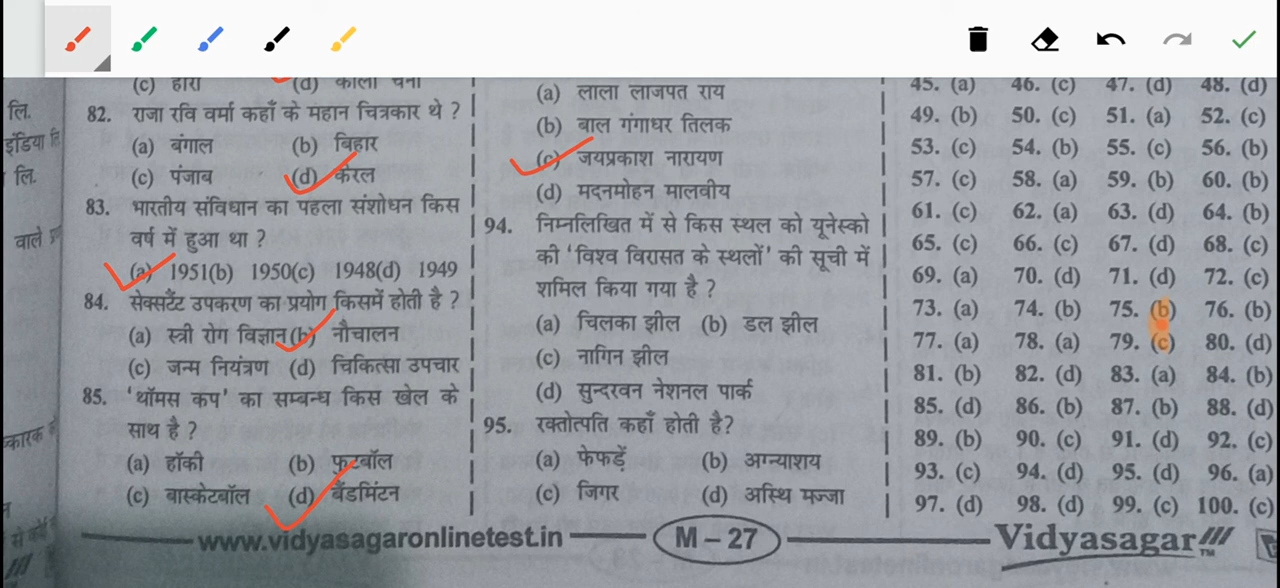 लि.
इंडिया लि
लि.
वाले
स्कारक
(c) हीरा (d) काला चना
82. राजा रवि वर्मा कहाँ के महान चित्रकार थे ?
(a) बंगाल (b) बिहार
(c) पंजाब (d) केरल
83. भारतीय संविधान का पहला संशोधन किस
वर्ष में हुआ था ?
(a) 1951(b) 1950(c) 1948(d) 1949
84. सेक्सटैंट उपकरण का प्रयोग किसमें होती है ?
(a) स्त्री रोग विज्ञान(b) नौचालन
(c) जन्म नियंत्रण (d) चिकित्सा उपचार
85. 'थॉमस कप' का सम्बन्ध किस खेल के
साथ है ?
(a) हॉकी (b) फुटबॉल
(c) बास्केटबॉल (d) बैडमिंटन
(a) लाला लाजपत राय
(b) बाल गंगाधर तिलक
(c) जयप्रकाश नारायण
(d) मदनमोहन मालवीय
94. निम्नलिखित में से किस स्थल को यूनेस्को
की 'विश्व विरासत के स्थलों' की सूची में
शमिल किया गया है ?
(a) चिलका झील (b) डल झील
(c) नागिन झील
(d) सुन्दरवन नेशनल पार्क
95. रक्तोत्पति कहाँ होती है?
(a) फेफड़ें (b) अग्न्याशय
(c) जिगर (d) अस्थि मज्जा
45. (a) 46. (c) 47. (d) 48. (d)
49. (b) 50. (c) 51. (a) 52. (c)
53. (c) 54. (b) 55. (c) 56. (b)
57. (c) 58. (a) 59. (b) 60. (b)
61. (c) 62. (a) 63. (d) 64. (b)
65. (c) 66. (c) 67. (d) 68. (c)
69. (a) 70. (d) 71. (d) 72. (c)
73. (a) 74. (b) 75. (b) 76. (b)
77. (a) 78. (a) 79. (c) 80. (d)
81. (b) 82. (d) 83. (a) 84. (b)
85. (d) 86. (b) 87. (b) 88. (d)
89. (b) 90. (c) 91. (d) 92. (c)
93. (c) 94. (d) 95. (d) 96. (a)
97. (d) 98. (d) 99. (c) 100. (c)
www.vidyasagaronlinetest.in M – 27 Vidyasagar TM